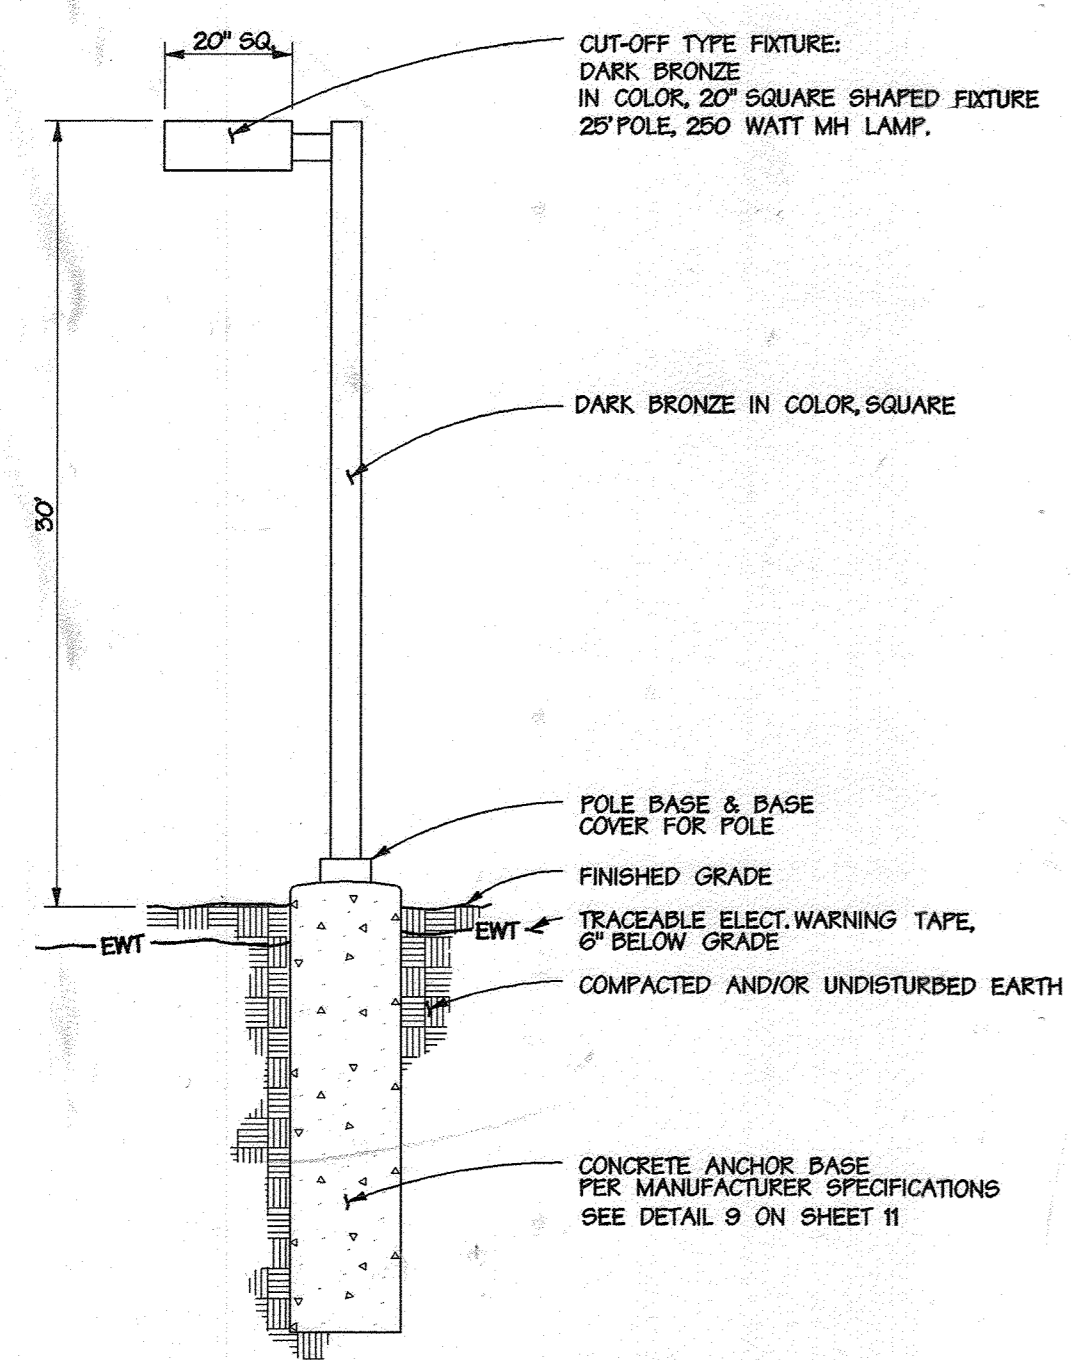 20" SQ.
CUT-OFF TYPE FIXTURE:
DARK BRONZE
IN COLOR, 20" SQUARE SHAPED FIXTURE
25' POLE, 250 WATT MH LAMP.
DARK BRONZE IN COLOR, SQUARE
30'
POLE BASE & BASE
COVER FOR POLE
FINISHED GRADE
EWT
EWT
TRACEABLE ELECT. WARNING TAPE,
6" BELOW GRADE
COMPACTED AND/OR UNDISTURBED EARTH
CONCRETE ANCHOR BASE
PER MANUFACTURER SPECIFICATIONS
SEE DETAIL 9 ON SHEET 11